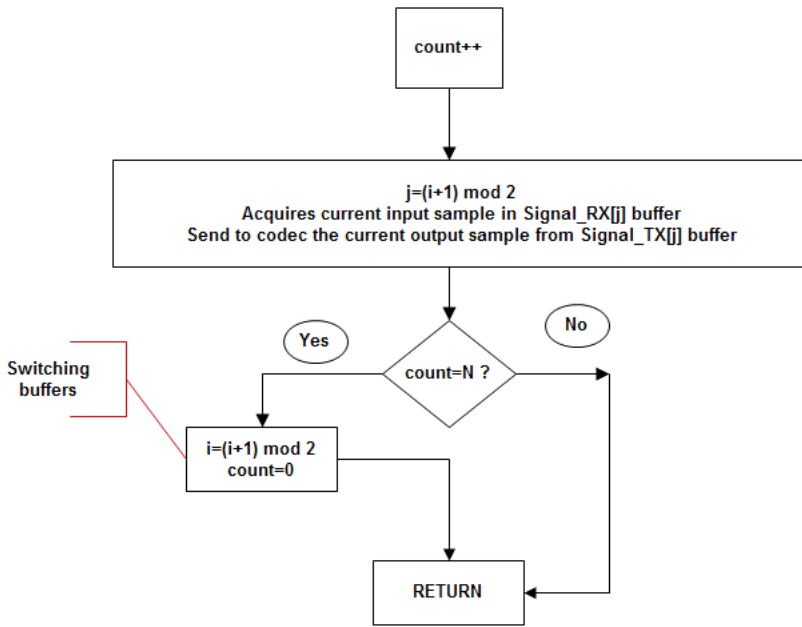 count++
j=(i+1) mod 2
Acquires current input sample in Signal_RX[j] buffer
Send to codec the current output sample from Signal_TX[j] buffer
Yes
No
count=N ?
Switching
buffers
i=(i+1) mod 2
count=0
RETURN